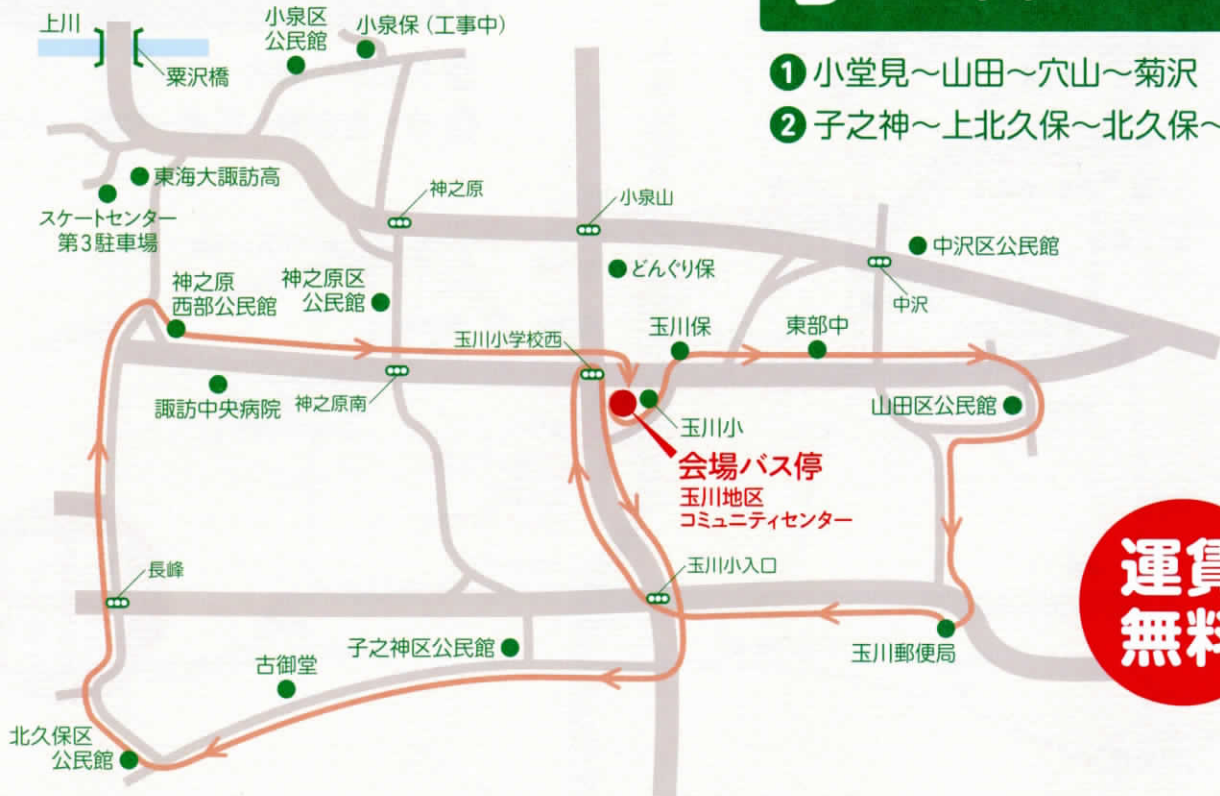 ❶小堂見～山田～穴山～菊沢
❷子之神～上北久保～北久保～
上川
粟沢橋
小泉区
公民館
小泉保（工事中）
東海大諏訪高
スケートセンター
第3駐車場
神之原
小泉山
中沢区公民館
中沢
どんぐり保
神之原
西部公民館
神之原区
公民館
玉川小学校西
玉川保
東部中
諏訪中央病院
神之原南
山田区公民館
玉川小
会場バス停
玉川地区
コミュニティセンター
運賃
無料
長峰
玉川小入口
子之神区公民館
玉川郵便局
古御堂
北久保区
公民館